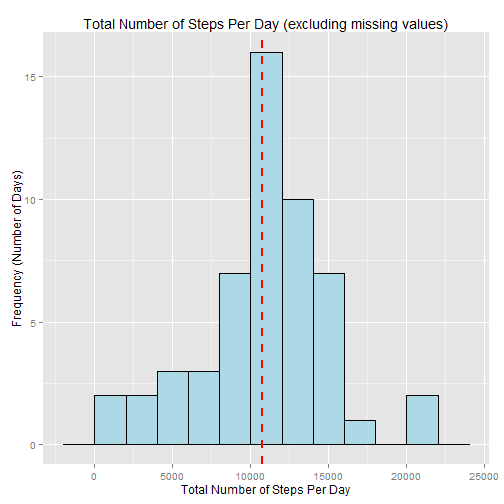 Total Number of Steps Per Day (excluding missing values)
Frequency (Number of Days)
15
10
5
0
0 5000 10000 15000 20000 25000
Total Number of Steps Per Day